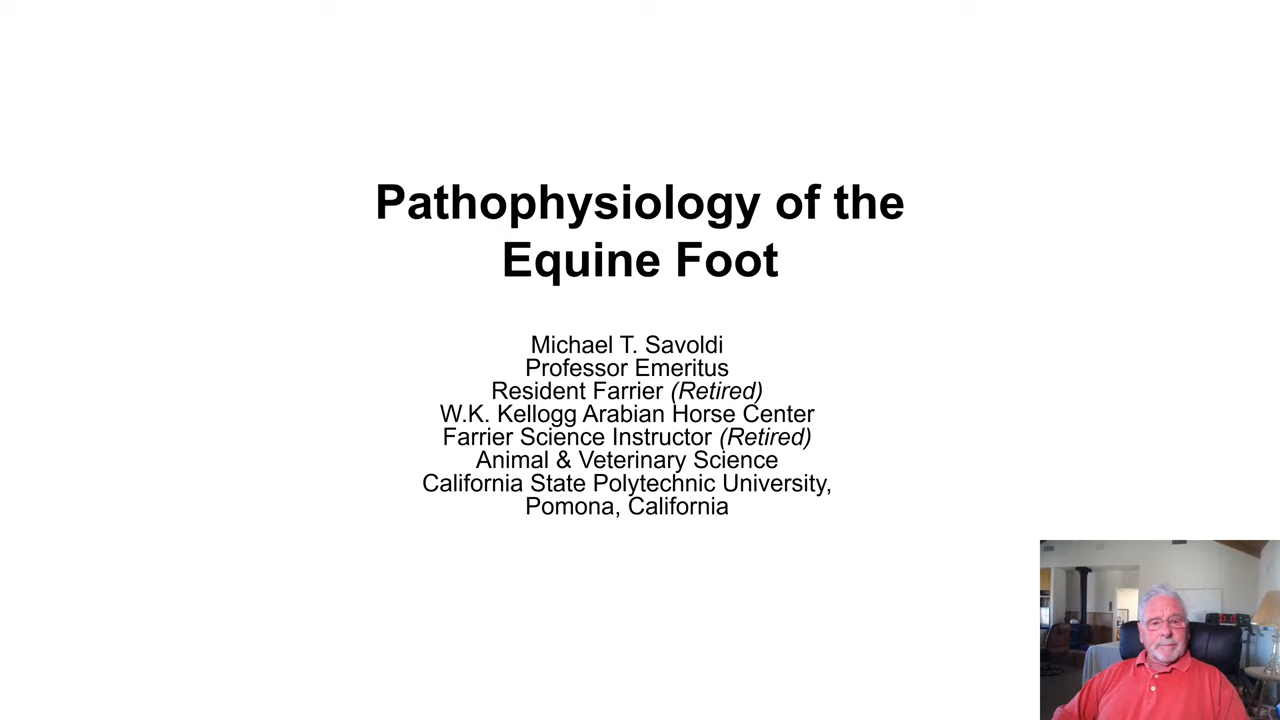 Pathophysiology of the
Equine Foot
Michael T. Savoldi
Professor Emeritus
Resident Farrier (Retired)
W.K. Kellogg Arabian Horse Center
Farrier Science Instructor (Retired)
Animal & Veterinary Science
California State Polytechnic University,
Pomona, California